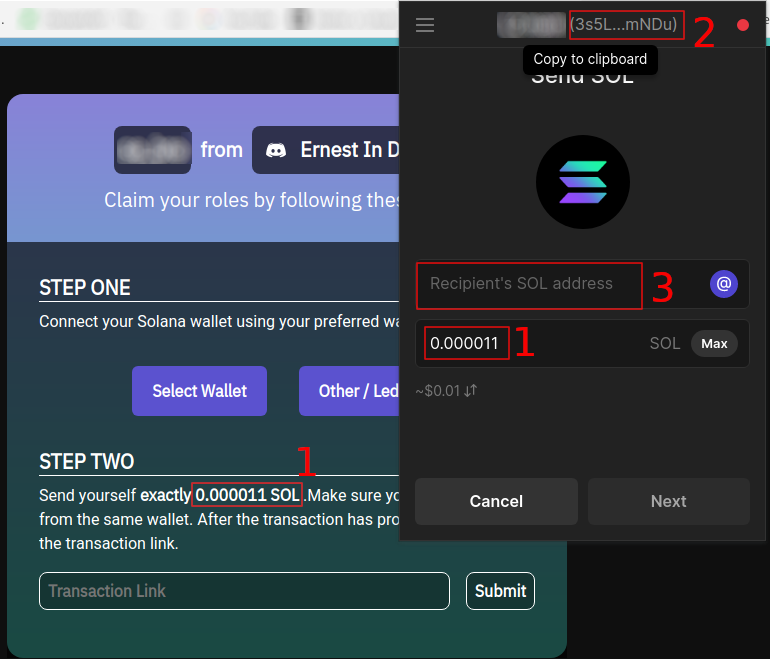 (3s5L...mNDu) 2
Copy to clipboard
Send SOL
from Ernest In D
Claim your roles by following thes
@
Recipient's SOL address 3
STEP ONE
Connect your Solana wallet using your preferred wa
0.000011 1 SOL Max
~$0.01
Select Wallet
Other / Led
STEP TWO
1
Send yourself exactly 0.000011 SOL .Make sure yo
from the same wallet. After the transaction has pro
the transaction link.
Cancel
Next
Transaction Link
Submit